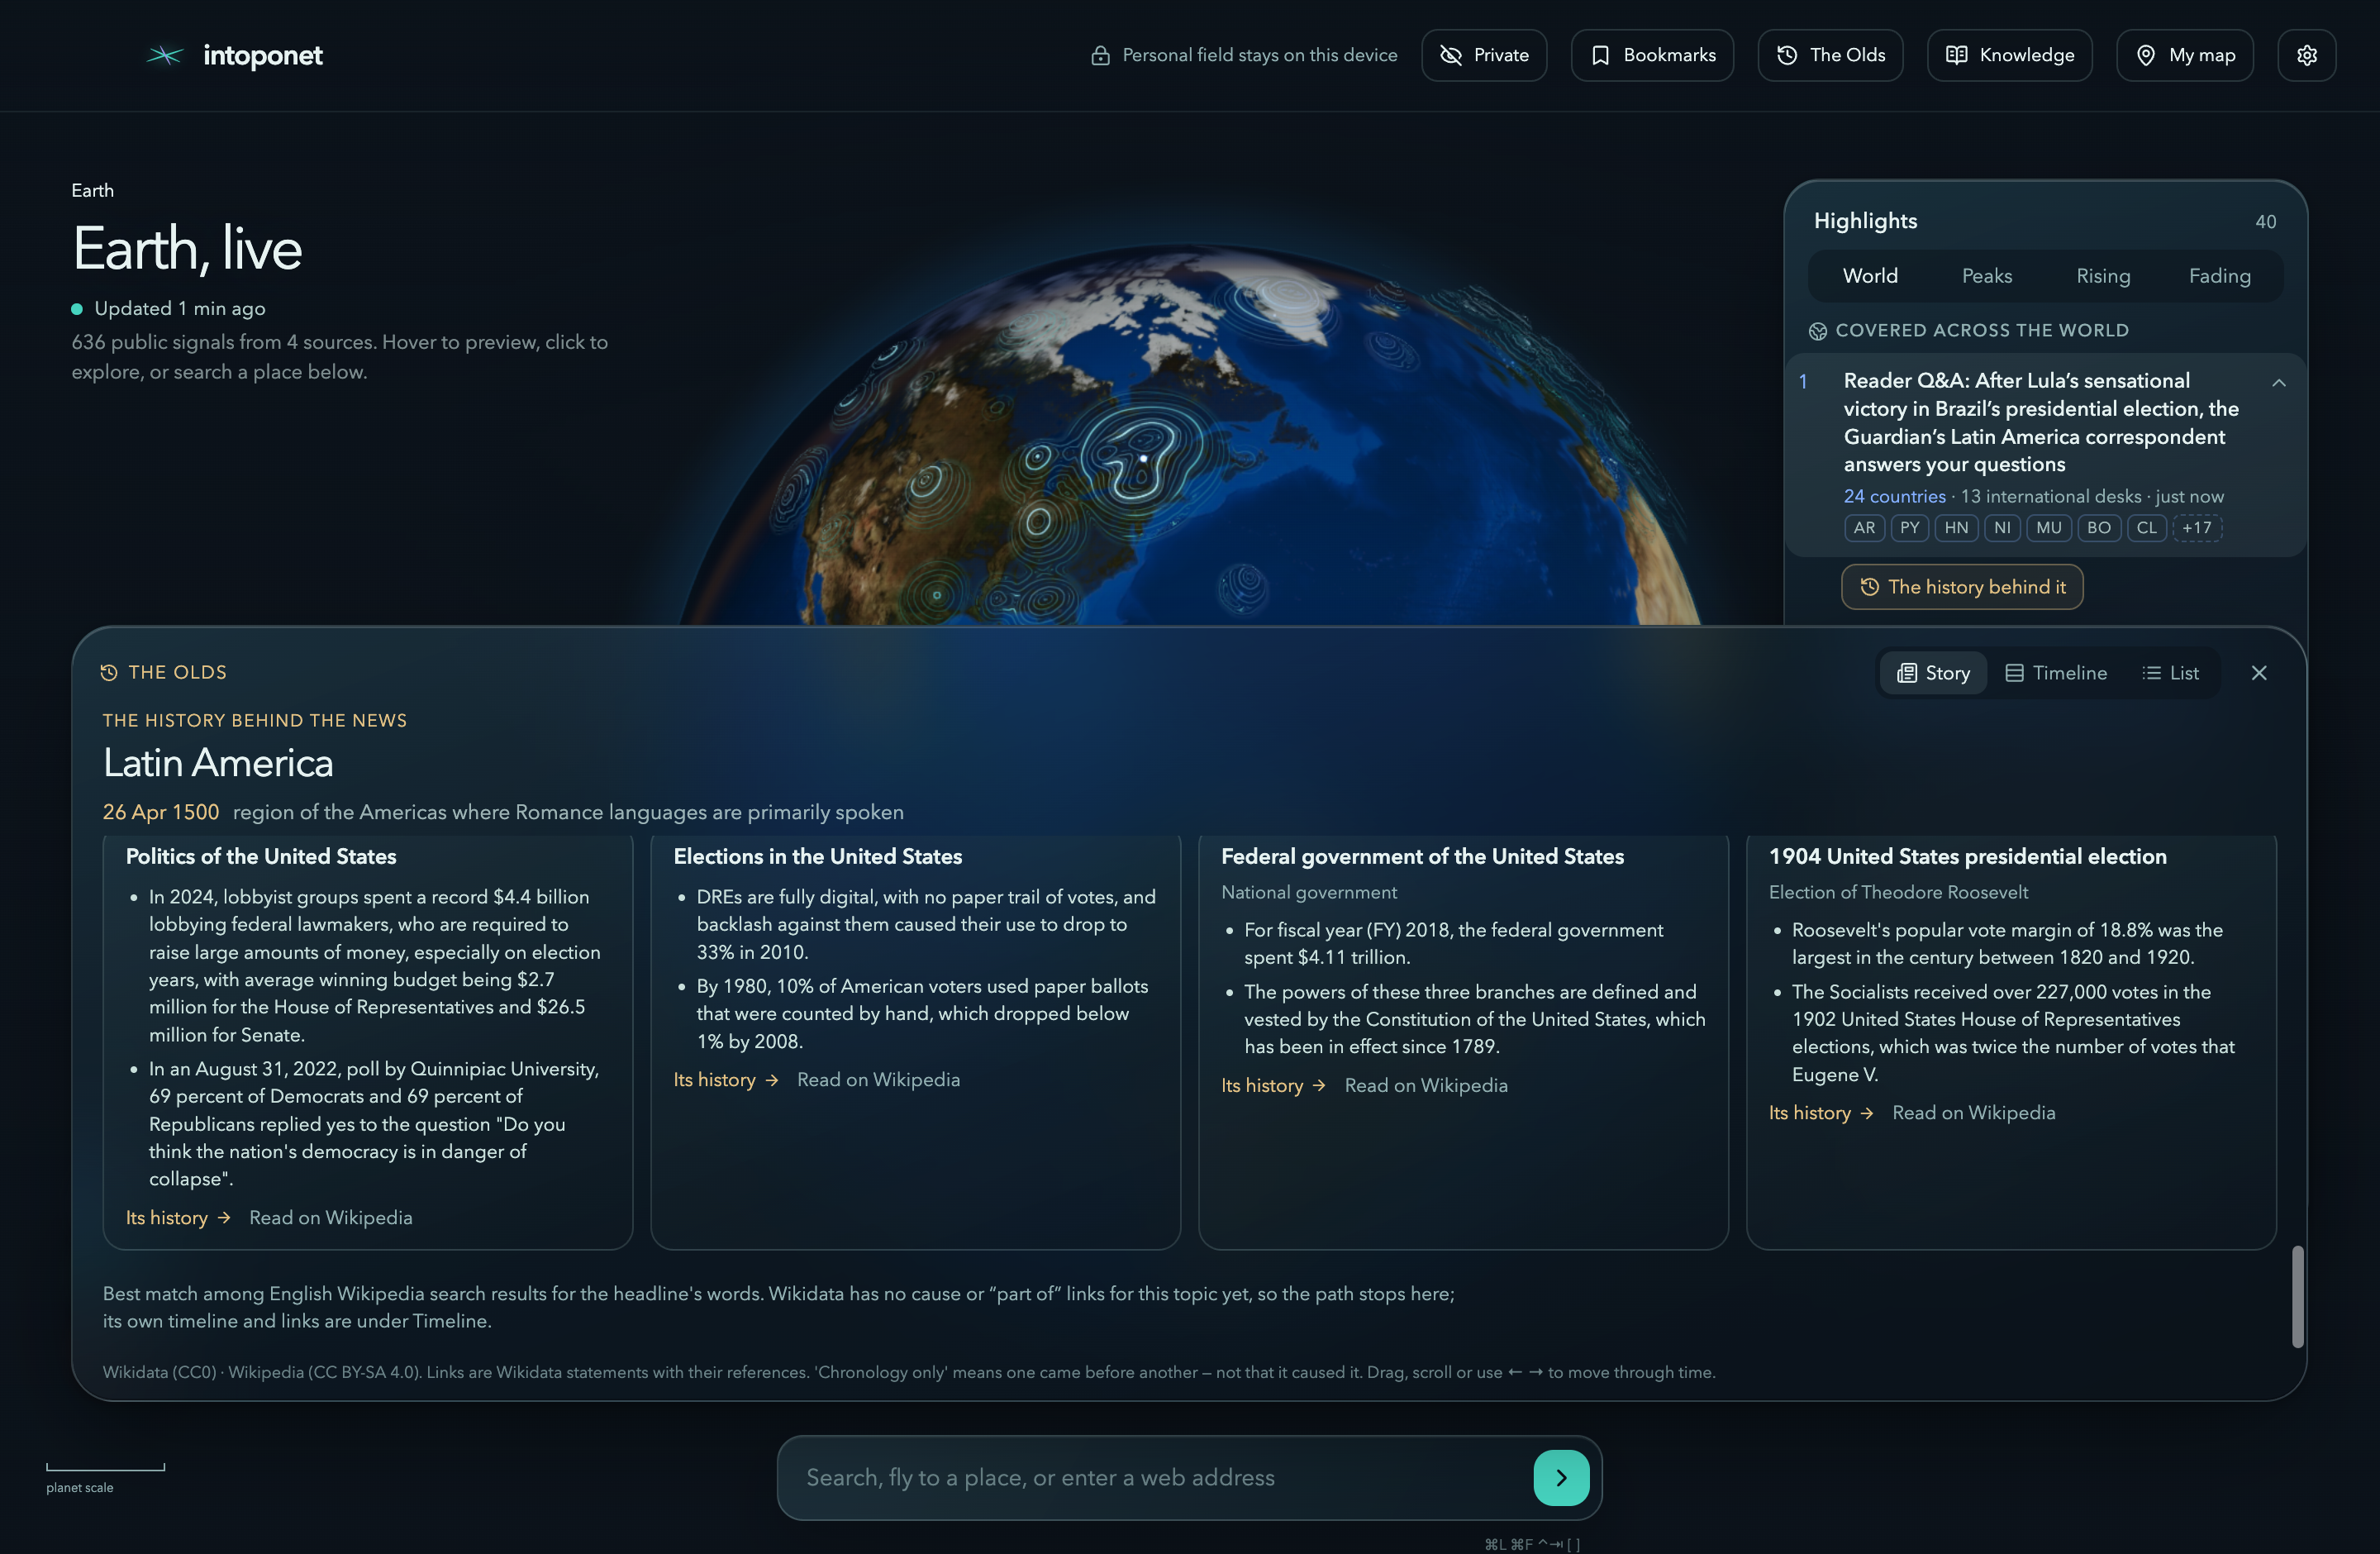 intoponet
Personal field stays on this device
Private
Bookmarks
The Olds
Knowledge
My map
Earth
Earth, live
Updated 1 min ago
636 public signals from 4 sources. Hover to preview, click to
explore, or search a place below.
Highlights
40
World
Peaks
Rising
Fading
COVERED ACROSS THE WORLD
1
Reader Q&A: After Lula’s sensational
victory in Brazil’s presidential election, the
Guardian’s Latin America correspondent
answers your questions
24 countries · 13 international desks · just now
AR PY HN NI MU BO CL +17
The history behind it
THE OLDS
Story
Timeline
List
THE HISTORY BEHIND THE NEWS
Latin America
26 Apr 1500 region of the Americas where Romance languages are primarily spoken
Politics of the United States
In 2024, lobbyist groups spent a record $4.4 billion
lobbying federal lawmakers, who are required to
raise large amounts of money, especially on election
years, with average winning budget being $2.7
million for the House of Representatives and $26.5
million for Senate.
In an August 31, 2022, poll by Quinnipiac University,
69 percent of Democrats and 69 percent of
Republicans replied yes to the question "Do you
think the nation's democracy is in danger of
collapse".
Its history → Read on Wikipedia
Elections in the United States
DREs are fully digital, with no paper trail of votes, and
backlash against them caused their use to drop to
33% in 2010.
By 1980, 10% of American voters used paper ballots
that were counted by hand, which dropped below
1% by 2008.
Its history → Read on Wikipedia
Federal government of the United States
National government
For fiscal year (FY) 2018, the federal government
spent $4.11 trillion.
The powers of these three branches are defined and
vested by the Constitution of the United States, which
has been in effect since 1789.
Its history → Read on Wikipedia
1904 United States presidential election
Election of Theodore Roosevelt
Roosevelt's popular vote margin of 18.8% was the
largest in the century between 1820 and 1920.
The Socialists received over 227,000 votes in the
1902 United States House of Representatives
elections, which was twice the number of votes that
Eugene V.
Its history → Read on Wikipedia
Best match among English Wikipedia search results for the headline's words. Wikidata has no cause or “part of” links for this topic yet, so the path stops here;
its own timeline and links are under Timeline.
Wikidata (CC0) · Wikipedia (CC BY-SA 4.0). Links are Wikidata statements with their references. 'Chronology only' means one came before another — not that it caused it. Drag, scroll or use ← → to move through time.
planet scale
Search, fly to a place, or enter a web address
⌘L ⌘F ^⇥ [ ]